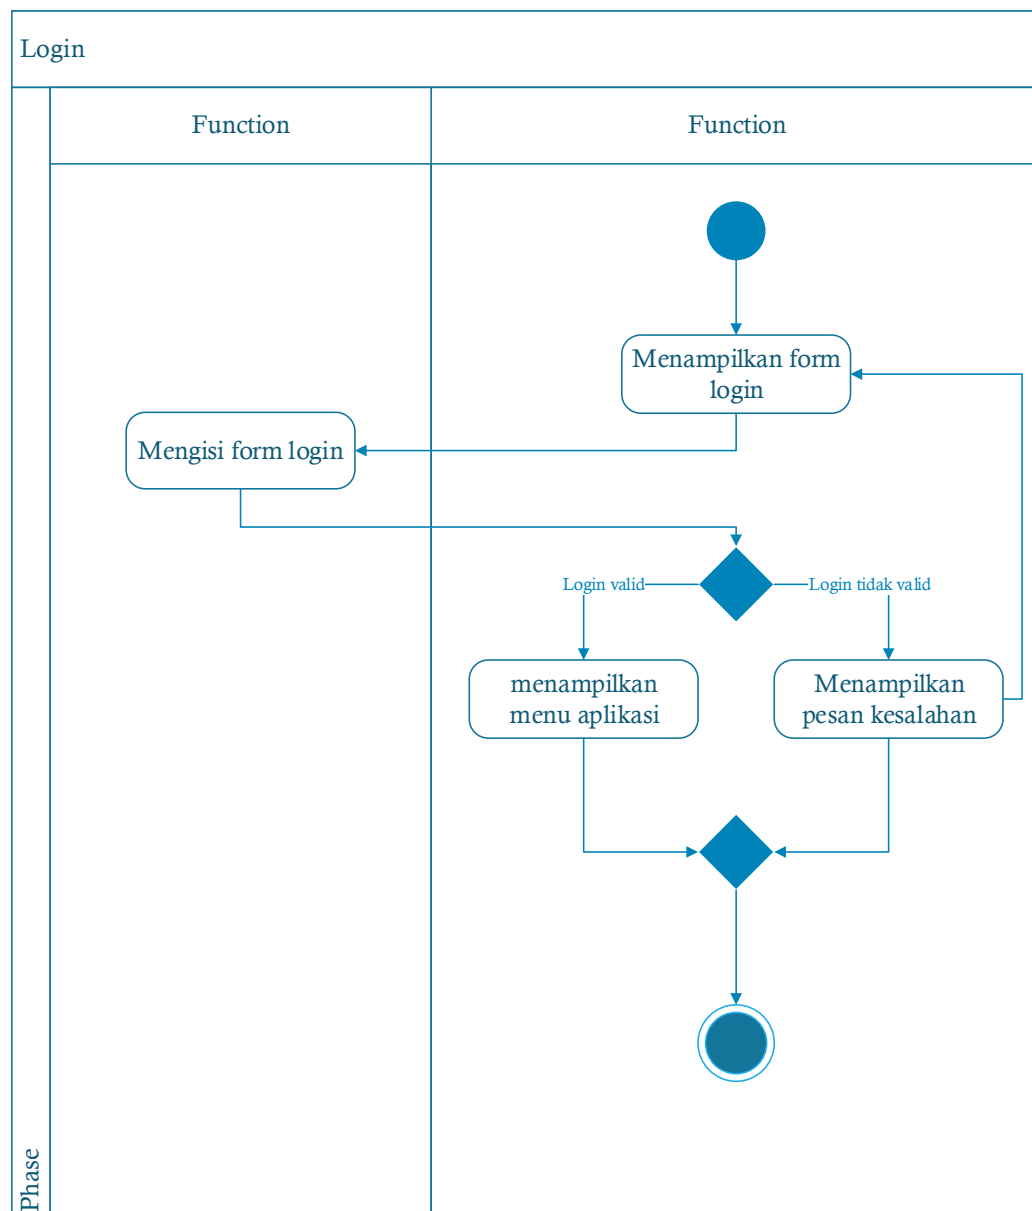 Login
Function
Function
Menampilkan form
login
Mengisi form login
Login valid
Login tidak valid
menampilkan
menu aplikasi
Menampilkan
pesan kesalahan
Phase